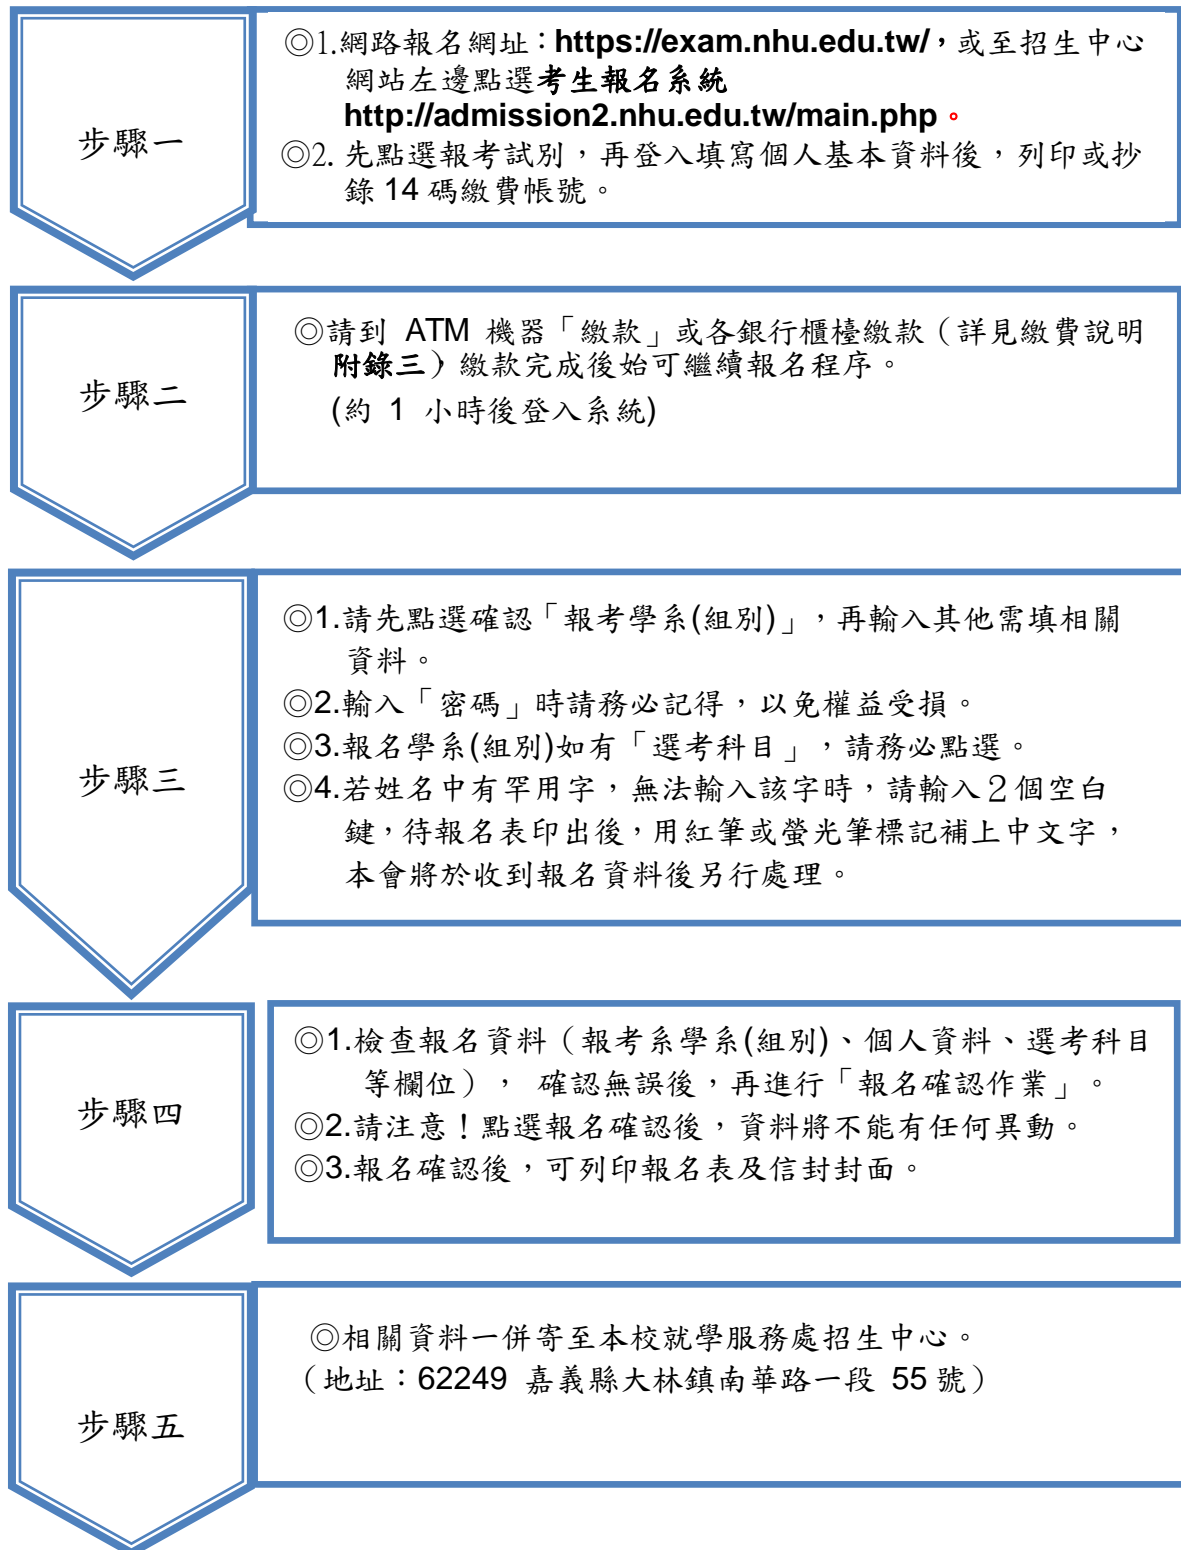 步驟一
◎1.網路報名網址：https://exam.nhu.edu.tw/，或至招生中心
網站左邊點選考生報名系統
http://admission2.nhu.edu.tw/main.php。
◎2. 先點選報考試別，再登入填寫個人基本資料後，列印或抄
錄 14 碼繳費帳號。
步驟二
◎請到 ATM 機器「繳款」或各銀行櫃檯繳款（詳見繳費說明
附錄三）繳款完成後始可繼續報名程序。
(約 1 小時後登入系統)
步驟三
◎1.請先點選確認「報考學系(組別)」，再輸入其他需填相關
資料。
◎2.輸入「密碼」時請務必記得，以免權益受損。
◎3.報名學系(組別)如有「選考科目」，請務必點選。
◎4.若姓名中有罕用字，無法輸入該字時，請輸入２個空白
鍵，待報名表印出後，用紅筆或螢光筆標記補上中文字，
本會將於收到報名資料後另行處理。
步驟四
◎1.檢查報名資料（報考系學系(組別)、個人資料、選考科目
等欄位）， 確認無誤後，再進行「報名確認作業」。
◎2.請注意！點選報名確認後，資料將不能有任何異動。
◎3.報名確認後，可列印報名表及信封封面。
步驟五
◎相關資料一併寄至本校就學服務處招生中心。
（地址：62249 嘉義縣大林鎮南華路一段 55 號）